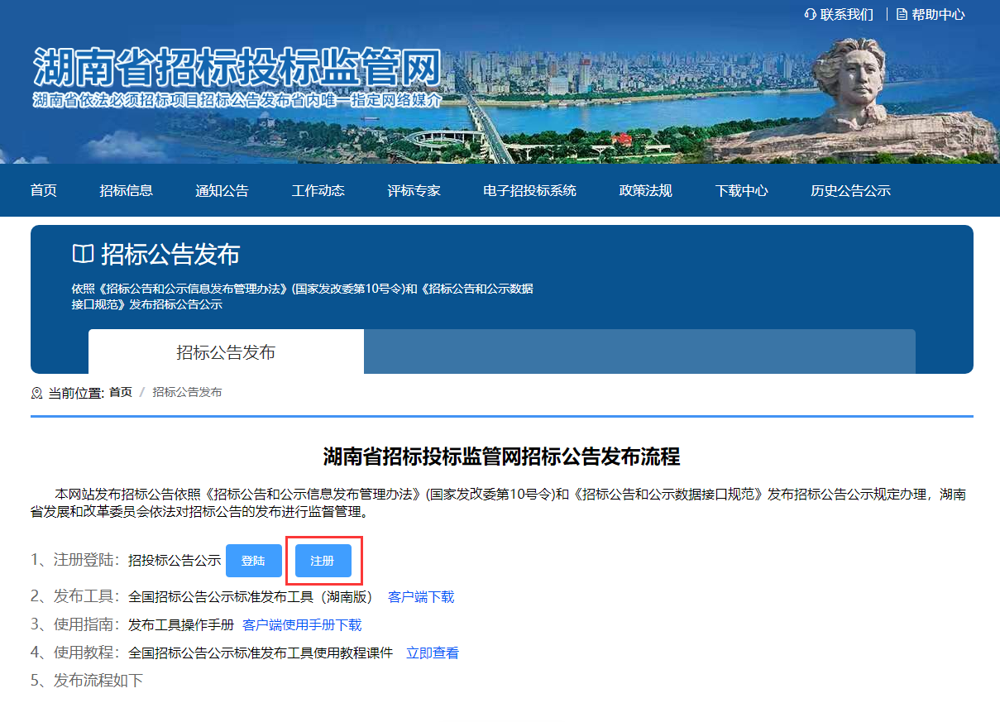 联系我们 帮助中心
湖南省招标投标监管网
湖南省依法必须招标项目招标公告发布省内唯一指定网络媒介
首页 招标信息 通知公告 工作动态 评标专家 电子招投标系统 政策法规 下载中心 历史公告公示
招标公告发布
依照《招标公告和公示信息发布管理办法》(国家发改委第10号令)和《招标公告和公示数据
接口规范》发布招标公告公示
招标公告发布
当前位置: 首页 / 招标公告发布
湖南省招标投标监管网招标公告发布流程
本网站发布招标公告依照《招标公告和公示信息发布管理办法》(国家发改委第10号令)和《招标公告和公示数据接口规范》发布招标公告公示规定办理，湖南
省发展和改革委员会依法对招标公告的发布进行监督管理。
1、注册登陆：招投标公告公示 登陆 注册
2、发布工具：全国招标公告公示标准发布工具（湖南版） 客户端下载
3、使用指南：发布工具操作手册 客户端使用手册下载
4、使用教程：全国招标公告公示标准发布工具使用教程课件 立即查看
5、发布流程如下